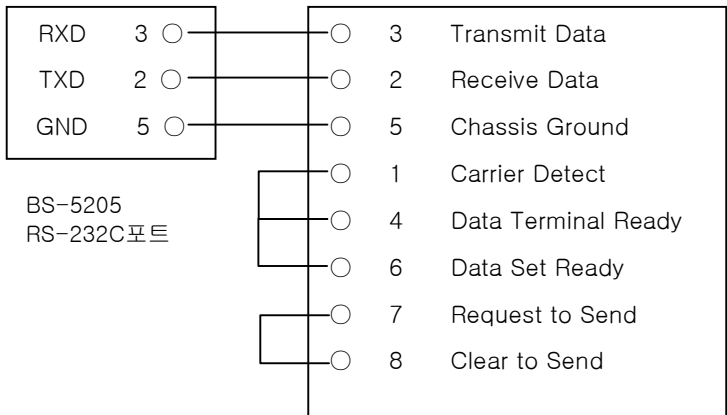 RXD 3 3 Transmit Data
TXD 2 2 Receive Data
GND 5 5 Chassis Ground
1 Carrier Detect
BS-5205
4 Data Terminal Ready
RS-232C포트
6 Data Set Ready
7 Request to Send
8 Clear to Send